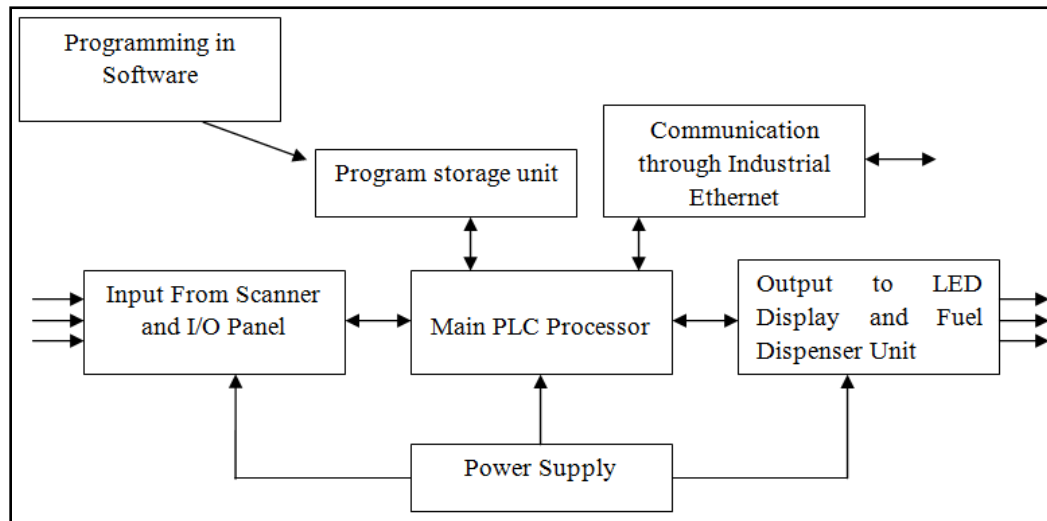 Programming in
Software
Communication
through Industrial
Ethernet
Program storage unit
Input From Scanner
and I/O Panel
Main PLC Processor
Output to LED
Display and Fuel
Dispenser Unit
Power Supply